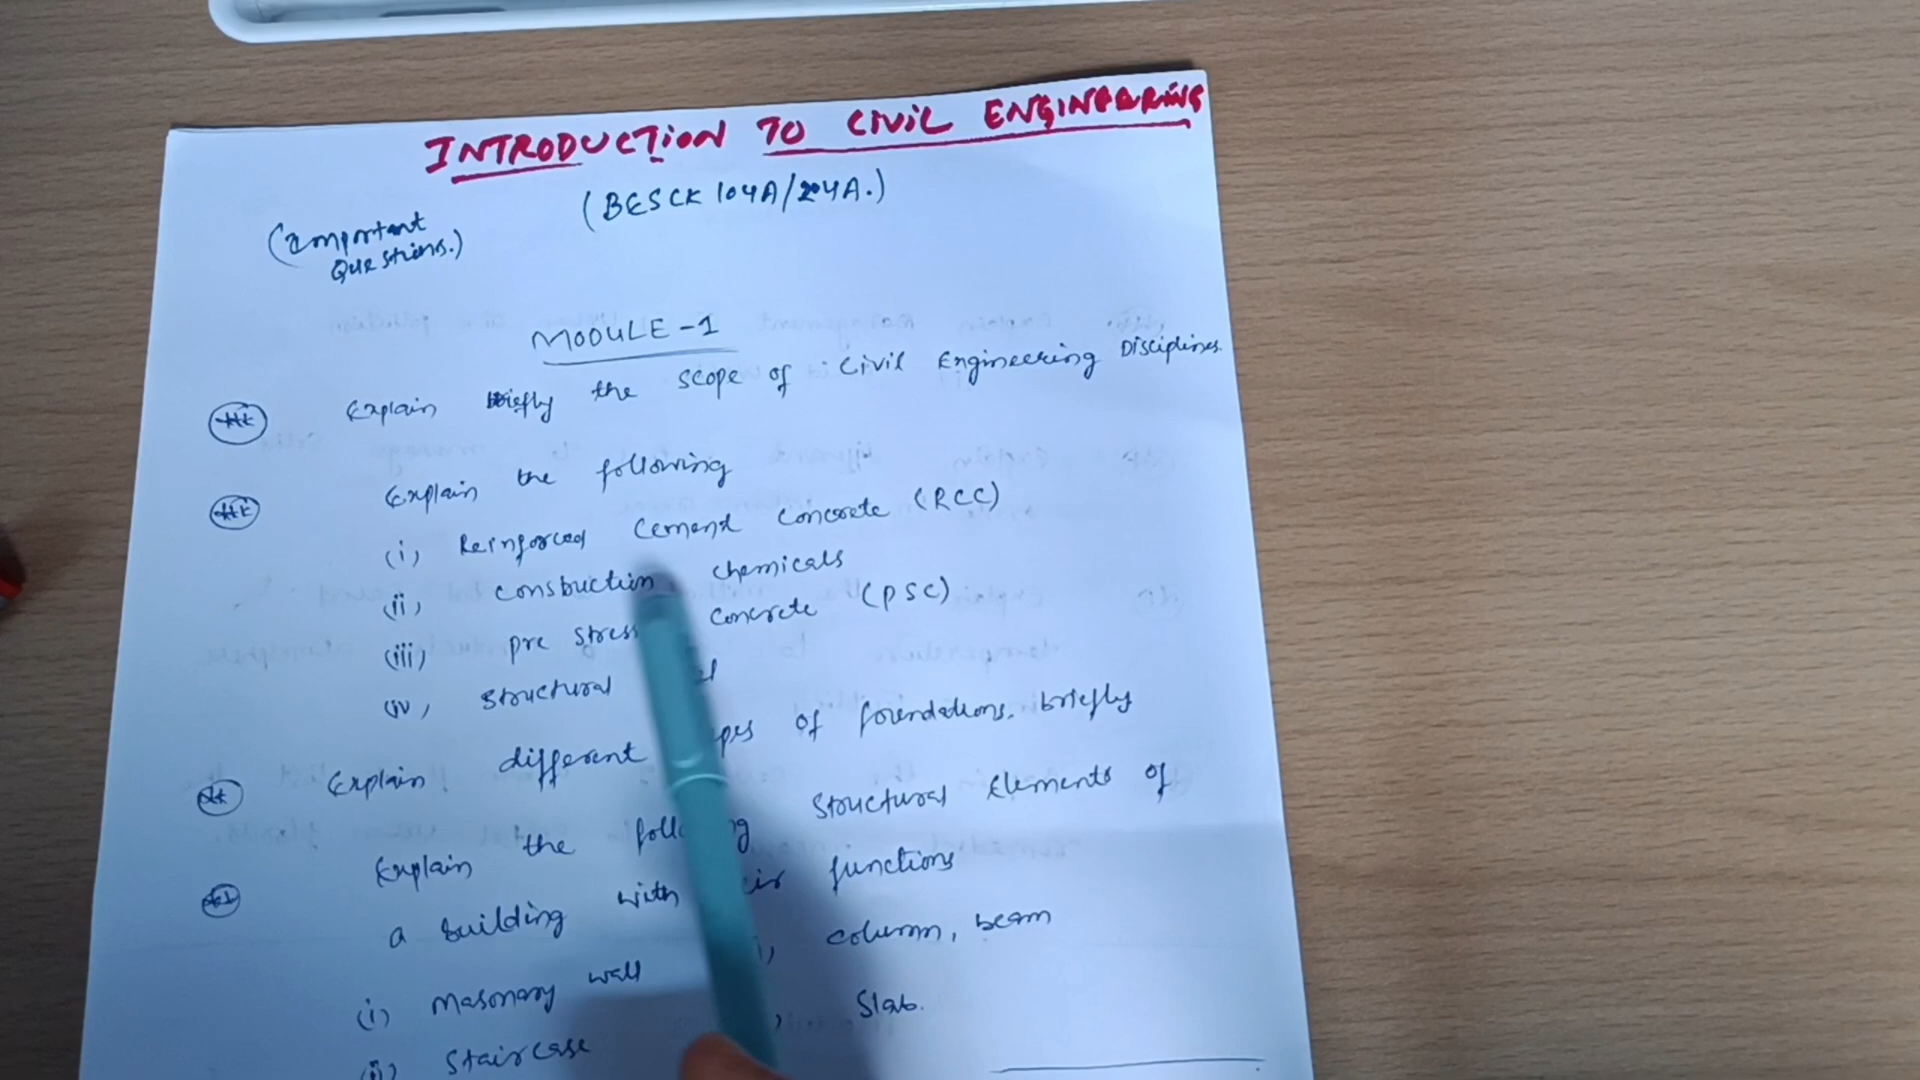 INTRODUCTION TO CIVIL ENGINEERING
(BESCK 104A/204A.)
(Important
Questions.)
MODULE-1
Explain briefly the scope of civil Engineering Disciplines.
Explain the following
(i) Reinforced cement concrete (RCC)
(ii) construction chemicals
(iii) pre stress concrete (PSC)
(iv) structural
Explain different of foundations. briefly
Explain the structural Elements of
a building with functions
(i) Masonary wall column, beam
(ii) staircase slab.